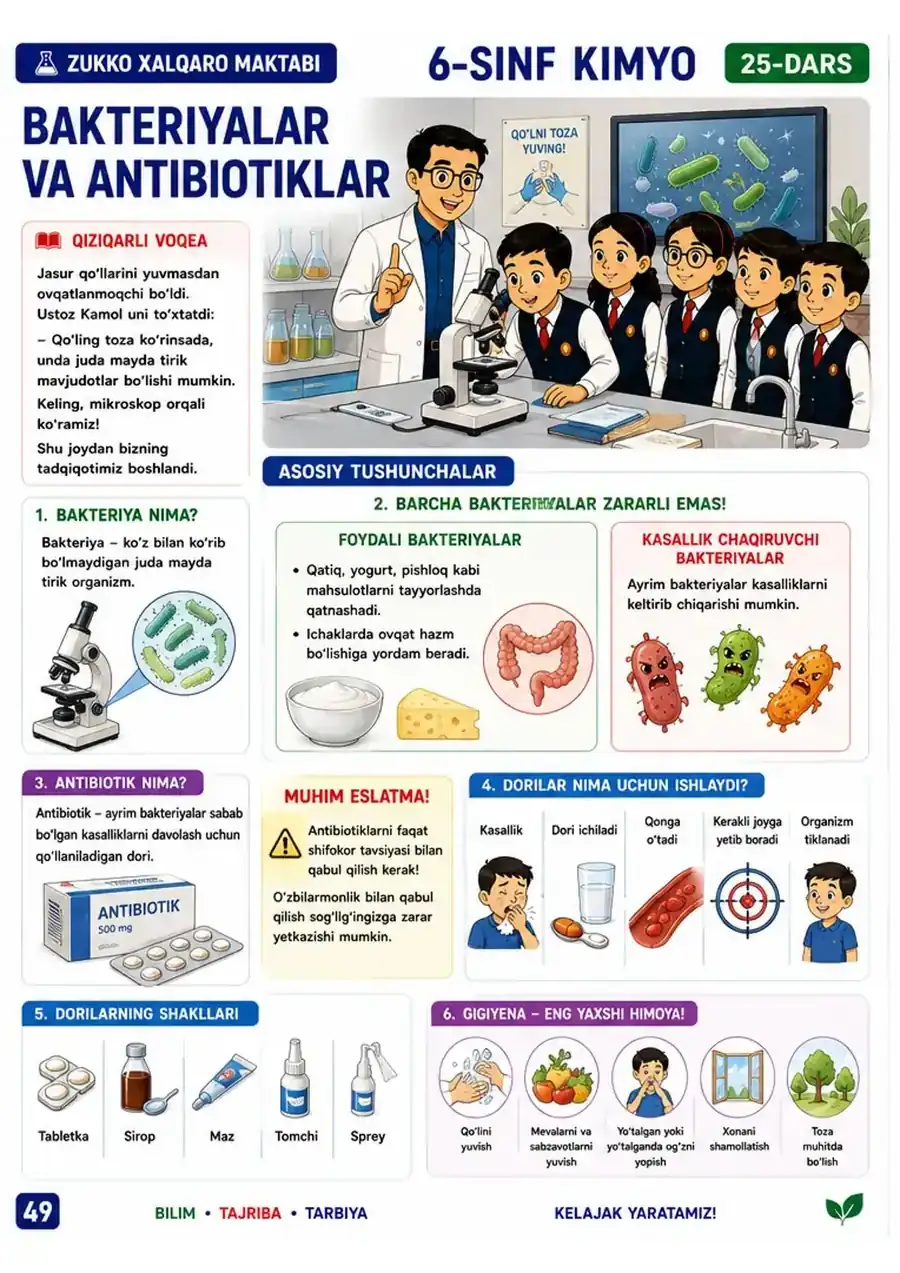 ZUKKO XALQARO MAKTABI
6-SINF KIMYO
25-DARS
BAKTERIYALAR
VA ANTIBIOTIKLAR
QO'LNI TOZA
YUVING!
QIZIQARLI VOQEA
Jasur qo'llarini yuvmasdan
ovqatlanmoqchi bo'ldi.
Ustoz Kamol uni to'xtatdi:
– Qo'ling toza ko'rinsada,
unda juda mayda tirik
mavjudotlar bo'lishi mumkin.
Keling, mikroskop orqali
ko'ramiz!
Shu joydan bizning
tadqiqotimiz boshlandi.
ASOSIY TUSHUNCHALAR
1. BAKTERIYA NIMA?
Bakteriya – ko'z bilan ko'rib
bo'lmaydigan juda mayda
tirik organizm.
2. BARCHA ZARARLI EMAS!
FOYDALI BAKTERIYALAR
• Qatiq, yogurt, pishloq kabi
mahsulotlarni tayyorlashda
qatnashadi.
• Ichaklarda ovqat hazm
bo'lishiga yordam beradi.
KASALLIK CHAQIRUVCHI
BAKTERIYALAR
Ayrim bakteriyalar kasalliklarni
keltirib chiqarishi mumkin.
3. ANTIBIOTIK NIMA?
Antibiotik – ayrim bakteriyalar sabab
bo'lgan kasalliklarni davolash uchun
qo'llaniladigan dori.
ANTIBIOTIK
500 mg
MUHIM ESLATMA!
Antibiotiklarni faqat
shifokor tavsiyasi bilan
qabul qilish kerak!
O'zbilarmonlik bilan qabul
qilish sog'llg'ingizga zarar
yetkazishi mumkin.
4. DORILAR NIMA UCHUN ISHLAYDI?
Kasallik
Dori ichiladi
Qonga
o'tadi
Kerakli joyga
yetib boradi
Organizm
tiklanadi
5. DORILARNING SHAKLLARI
Tabletka
Sirop
Maz
Tomchi
Sprey
6. GIGIYENA – ENG YAXSHI HIMOYA!
Qo'lini
yuvish
Mevalarni va
sabzavotlarni
yuvish
Yo'talgan yoki
yo'talganda og'zni
yopish
Xonani
shamollatish
Toza
muhitda
bo'lish
49
BILIM • TAJRIBA • TARBIYA
KELAJAK YARATAMIZ!